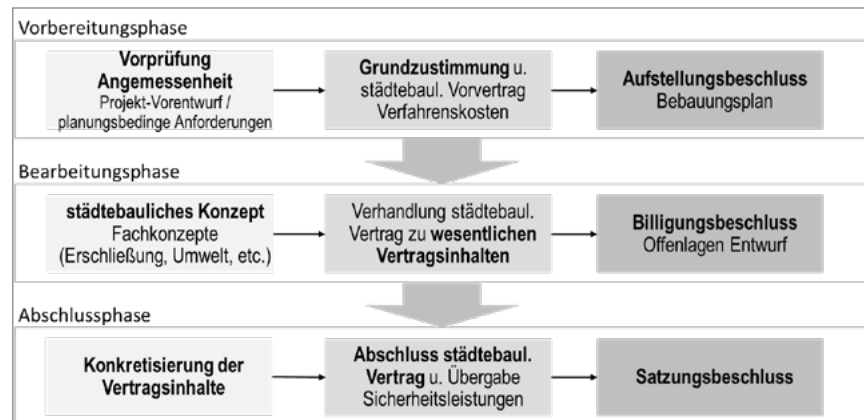 Vorbereitungsphase
Vorprüfung
Angemessenheit
Projekt-Vorentwurf /
planungsbedinge Anforderungen
Grundzustimmung u.
städtebaul. Vorvertrag
Verfahrenskosten
Aufstellungsbeschluss
Bebauungsplan
Bearbeitungsphase
städtebauliches Konzept
Fachkonzepte
(Erschließung, Umwelt, etc.)
Verhandlung städtebaul.
Vertrag zu wesentlichen
Vertragsinhalten
Billigungsbeschluss
Offenlagen Entwurf
Abschlussphase
Konkretisierung der
Vertragsinhalte
Abschluss städtebaul.
Vertrag u. Übergabe
Sicherheitsleistungen
Satzungsbeschluss